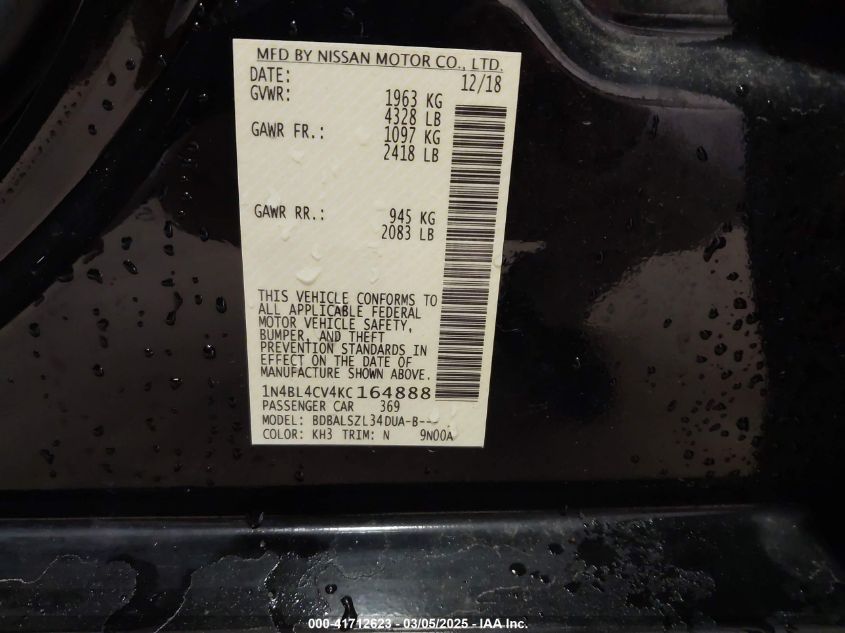 MFD BY NISSAN MOTOR CO., LTD.
DATE: 12/18
GVWR: 1963 KG
4328 LB
GAWR FR.: 1097 KG
2418 LB
GAWR RR.: 945 KG
2083 LB
THIS VEHICLE CONFORMS TO
ALL APPLICABLE FEDERAL
MOTOR VEHICLE SAFETY,
BUMPER, AND THEFT
PREVENTION STANDARDS IN
EFFECT ON THE DATE OF
MANUFACTURE SHOWN ABOVE.
1N4BL4CV4KC164888
PASSENGER CAR 369
MODEL: BDBALSZL34DUA-B---
COLOR: KH3 TRIM: N 9N00A
000-41712623 - 03/05/2025 - IAA Inc.